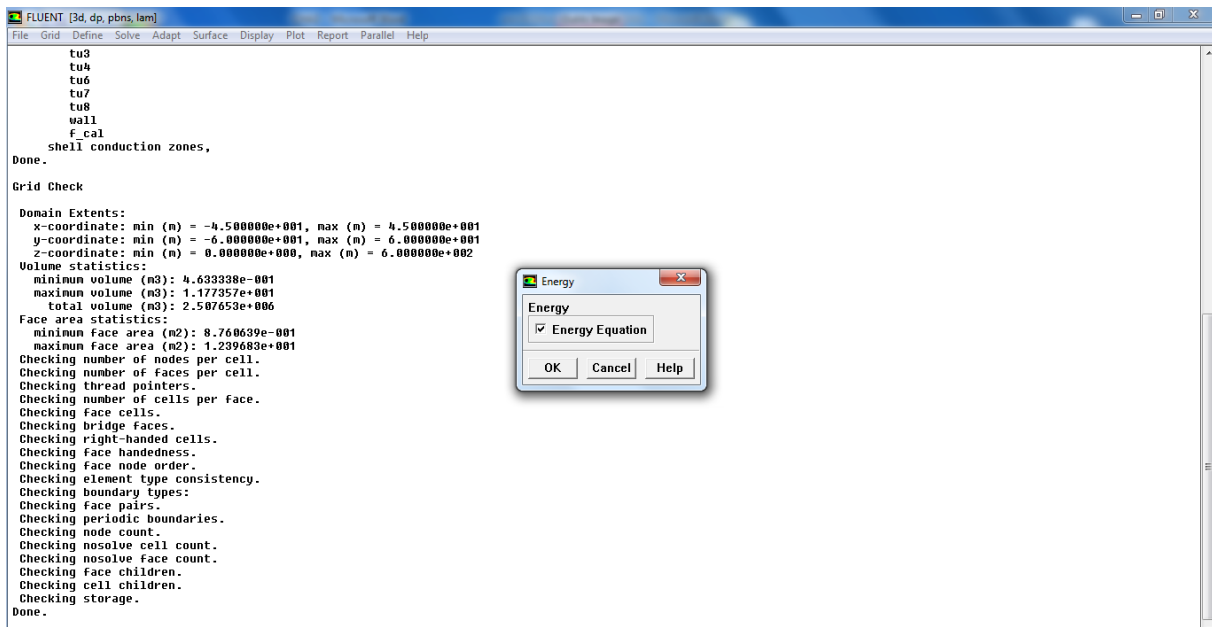 FLUENT [3d, dp, pbns, lam]
File Grid Define Solve Adapt Surface Display Plot Report Parallel Help
tu3
tu4
tu6
tu7
tu8
wall
f_cal
shell conduction zones,
Done.
Grid Check
Domain Extents:
x-coordinate: min (m) = -4.500000e+001, max (m) = 4.500000e+001
y-coordinate: min (m) = -6.000000e+001, max (m) = 6.000000e+001
z-coordinate: min (m) = 0.000000e+000, max (m) = 6.000000e+002
Volume statistics:
minimum volume (m3): 4.633338e-001
maximum volume (m3): 1.177357e+001
total volume (m3): 2.507653e+006
Face area statistics:
minimum face area (m2): 8.760639e-001
maximum face area (m2): 1.239683e+001
Checking number of nodes per cell.
Checking number of faces per cell.
Checking thread pointers.
Checking number of cells per face.
Checking face cells.
Checking bridge faces.
Checking right-handed cells.
Checking face handedness.
Checking face node order.
Checking element type consistency.
Checking boundary types:
Checking face pairs.
Checking periodic boundaries.
Checking node count.
Checking nosolve cell count.
Checking nosolve face count.
Checking face children.
Checking cell children.
Checking storage.
Done.
Energy
Energy
Energy Equation
OK Cancel Help